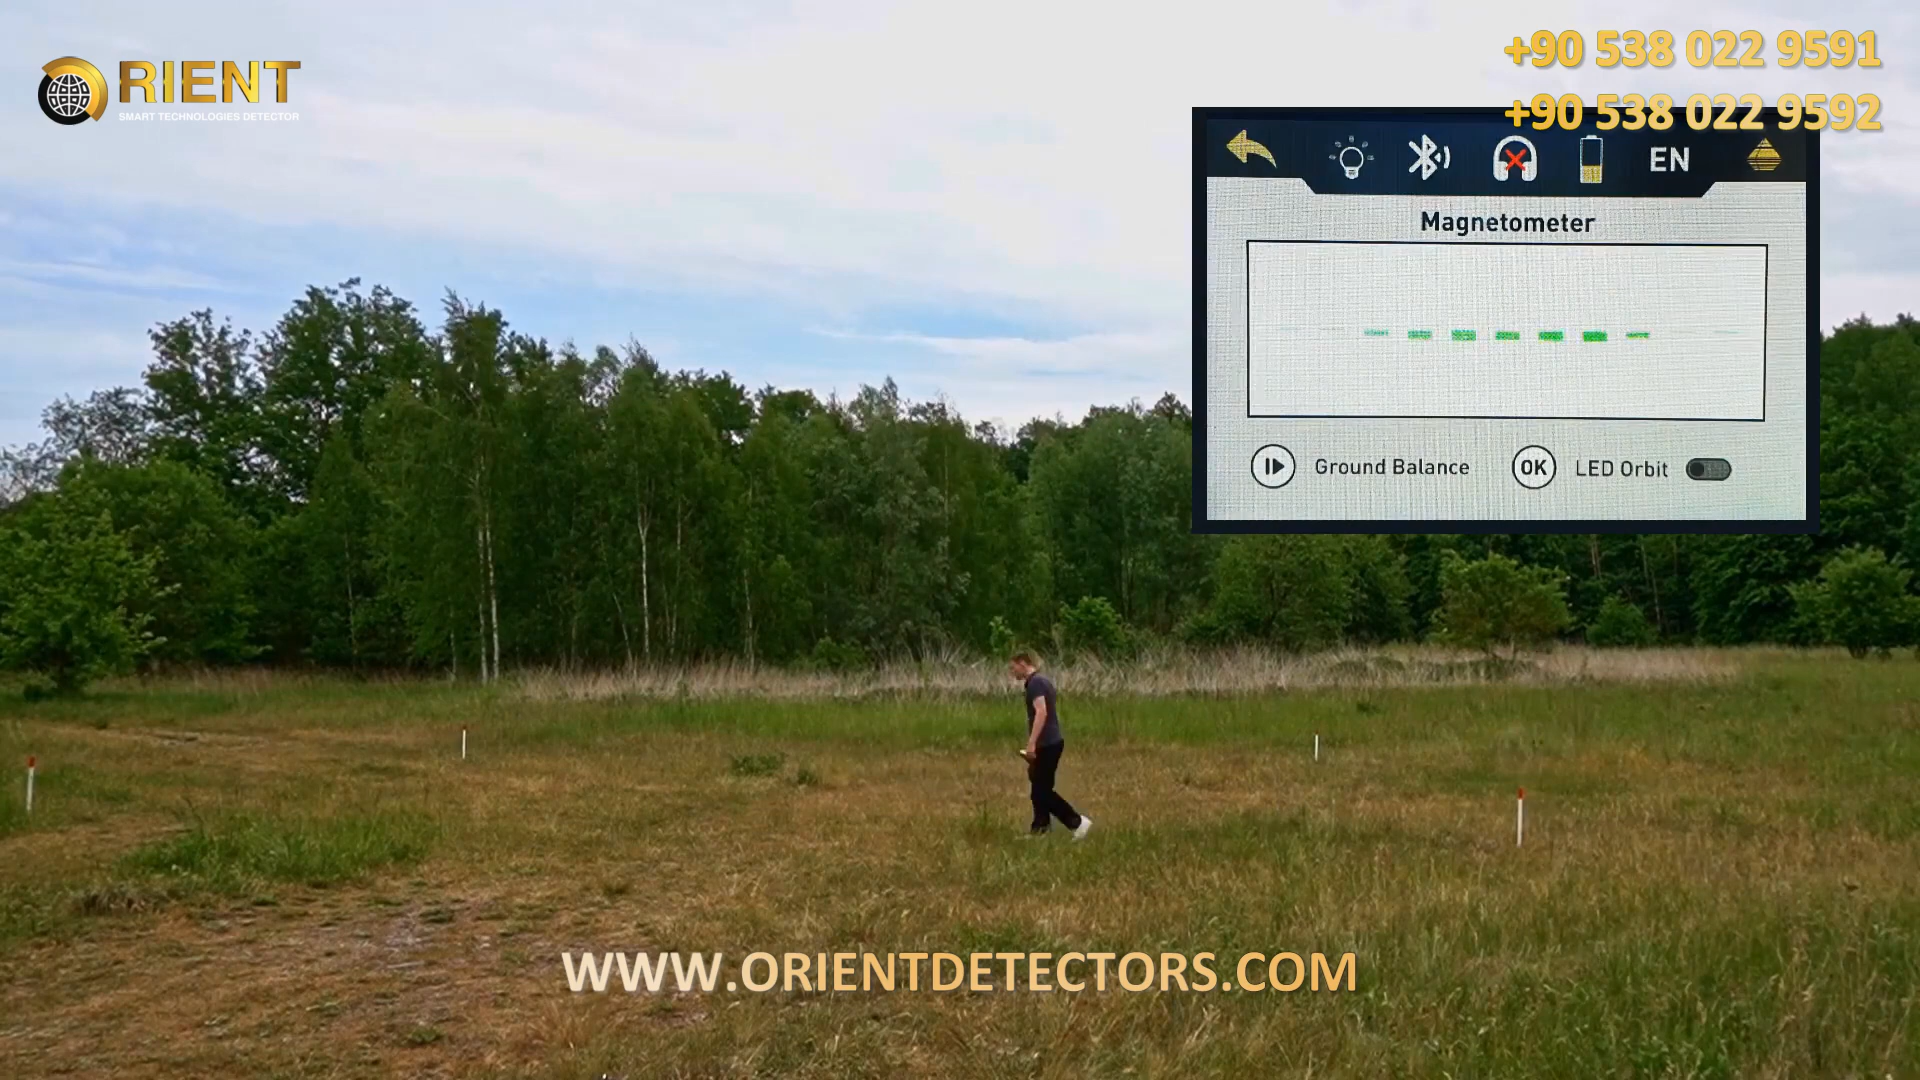 ORIENT
SMART TECHNOLOGIES DETECTOR
+90 538 022 9591
+90 538 022 9592
EN
Magnetometer
Ground Balance
OK
LED Orbit
WWW.ORIENTDETECTORS.COM